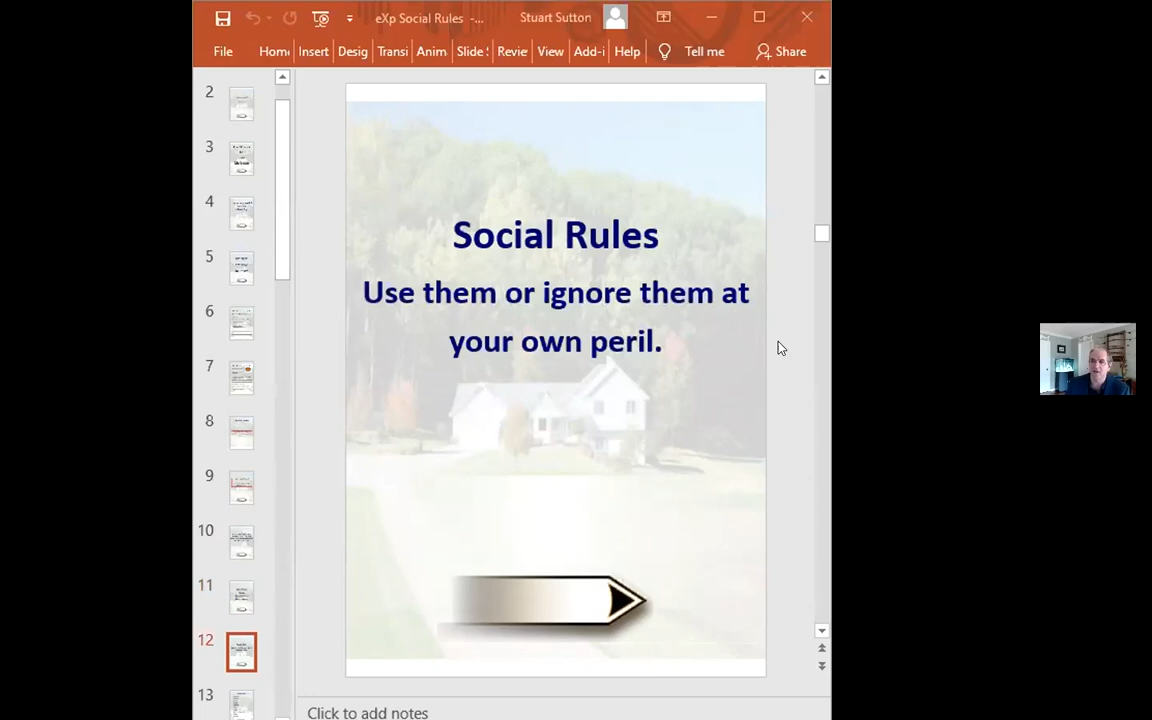 eXp Social Rules -...
Stuart Sutton
File Home Insert Desig Transi Anim Slide Revie View Add-i Help Tell me Share
2
3
4
5
6
7
8
9
10
11
12
13
Social Rules
Use them or ignore them at
your own peril.
Click to add notes